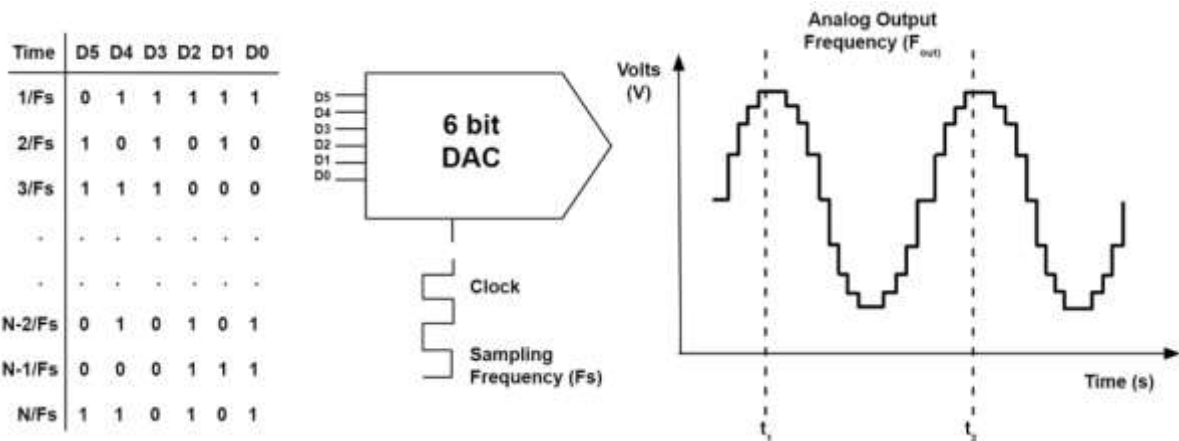 Time D5 D4 D3 D2 D1 D0
1/Fs 0 1 1 1 1 1
2/Fs 1 0 1 0 1 0
3/Fs 1 1 1 0 0 0
. . . . . . .
. . . . . . .
N-2/Fs 0 1 0 1 0 1
N-1/Fs 0 0 0 1 1 1
N/Fs 1 1 0 1 0 1
D5
D4
D3
D2
D1
D0
6 bit
DAC
Clock
Sampling
Frequency (Fs)
Analog Output
Frequency (Fout)
Volts
(V)
Time (s)
t1
t2